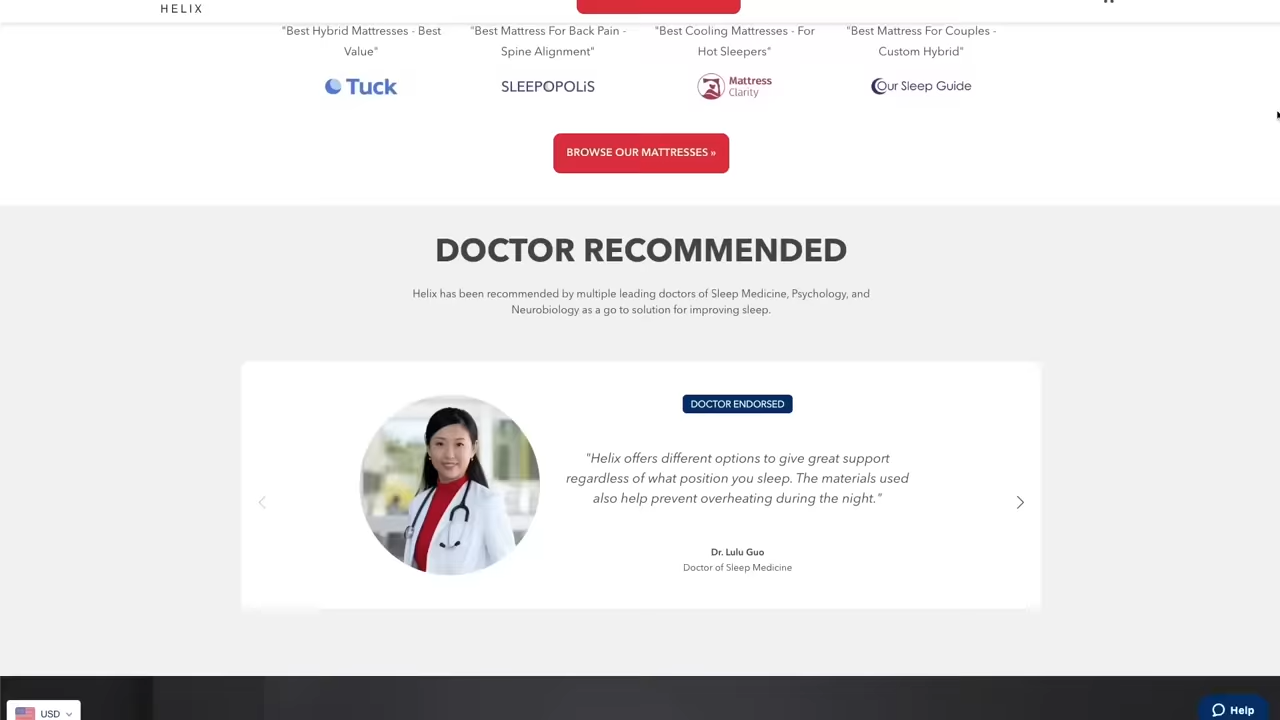 HELIX
"Best Hybrid Mattresses - Best
Value"
"Best Mattress For Back Pain -
Spine Alignment"
"Best Cooling Mattresses - For
Hot Sleepers"
"Best Mattress For Couples -
Custom Hybrid"
Tuck
SLEEPOPOLiS
Mattress
Clarity
Our Sleep Guide
BROWSE OUR MATTRESSES »
DOCTOR RECOMMENDED
Helix has been recommended by multiple leading doctors of Sleep Medicine, Psychology, and
Neurobiology as a go to solution for improving sleep.
DOCTOR ENDORSED
"Helix offers different options to give great support
regardless of what position you sleep. The materials used
also help prevent overheating during the night."
Dr. Lulu Guo
Doctor of Sleep Medicine
USD
Help